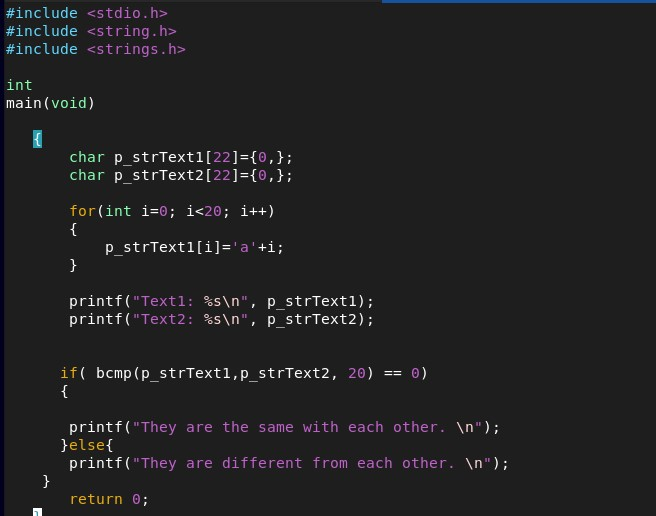 #include <stdio.h>
#include <string.h>
#include <strings.h>
int
main(void)
{
char p_strText1[22]={0,};
char p_strText2[22]={0,};
for(int i=0; i<20; i++)
{
p_strText1[i]='a'+i;
}
printf("Text1: %s\n", p_strText1);
printf("Text2: %s\n", p_strText2);
if( bcmp(p_strText1,p_strText2, 20) == 0)
{
printf("They are the same with each other. \n");
}else{
printf("They are different from each other. \n");
}
return 0;
}